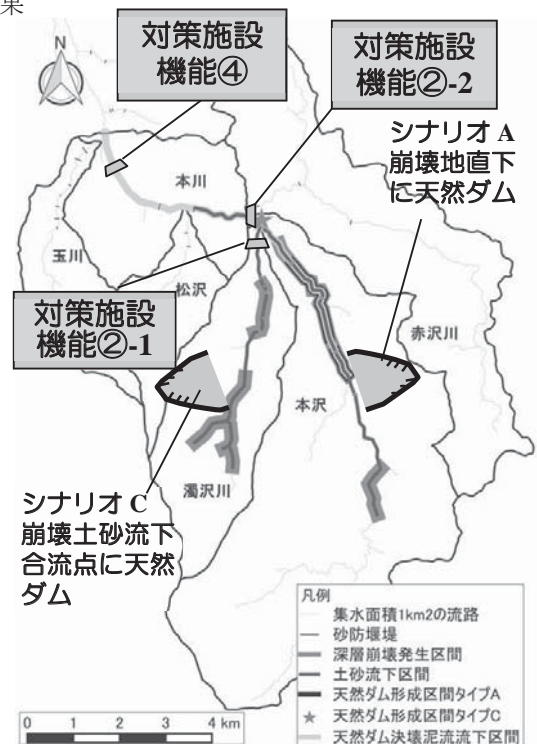 果
N
対策施設
機能④
対策施設
機能②-2
シナリオ A
崩壊地直下
に天然ダム
本川
玉川
松沢
対策施設
機能②-1
赤沢川
本沢
濁沢川
シナリオ C
崩壊土砂流下
合流点に天然
ダム
凡例
集水面積1km2の流路
砂防堰堤
深層崩壊発生区間
土砂流下区間
天然ダム形成区間タイプA
天然ダム形成区間タイプC
天然ダム決壊泥流流下区間
0 1 2 3 4 km